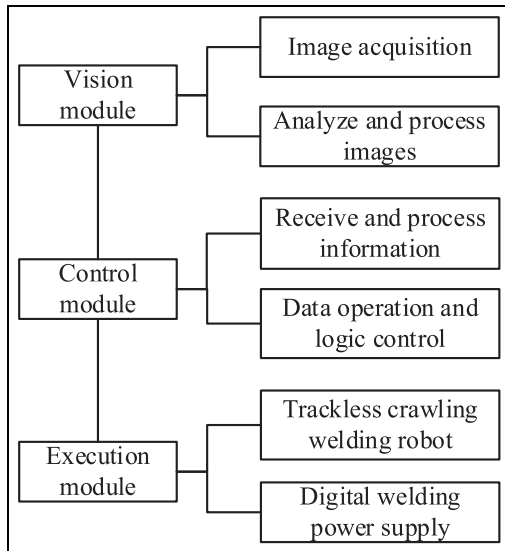 Image acquisition
Vision
module
Analyze and process
images
Receive and process
information
Control
module
Data operation and
logic control
Trackless crawling
welding robot
Execution
module
Digital welding
power supply